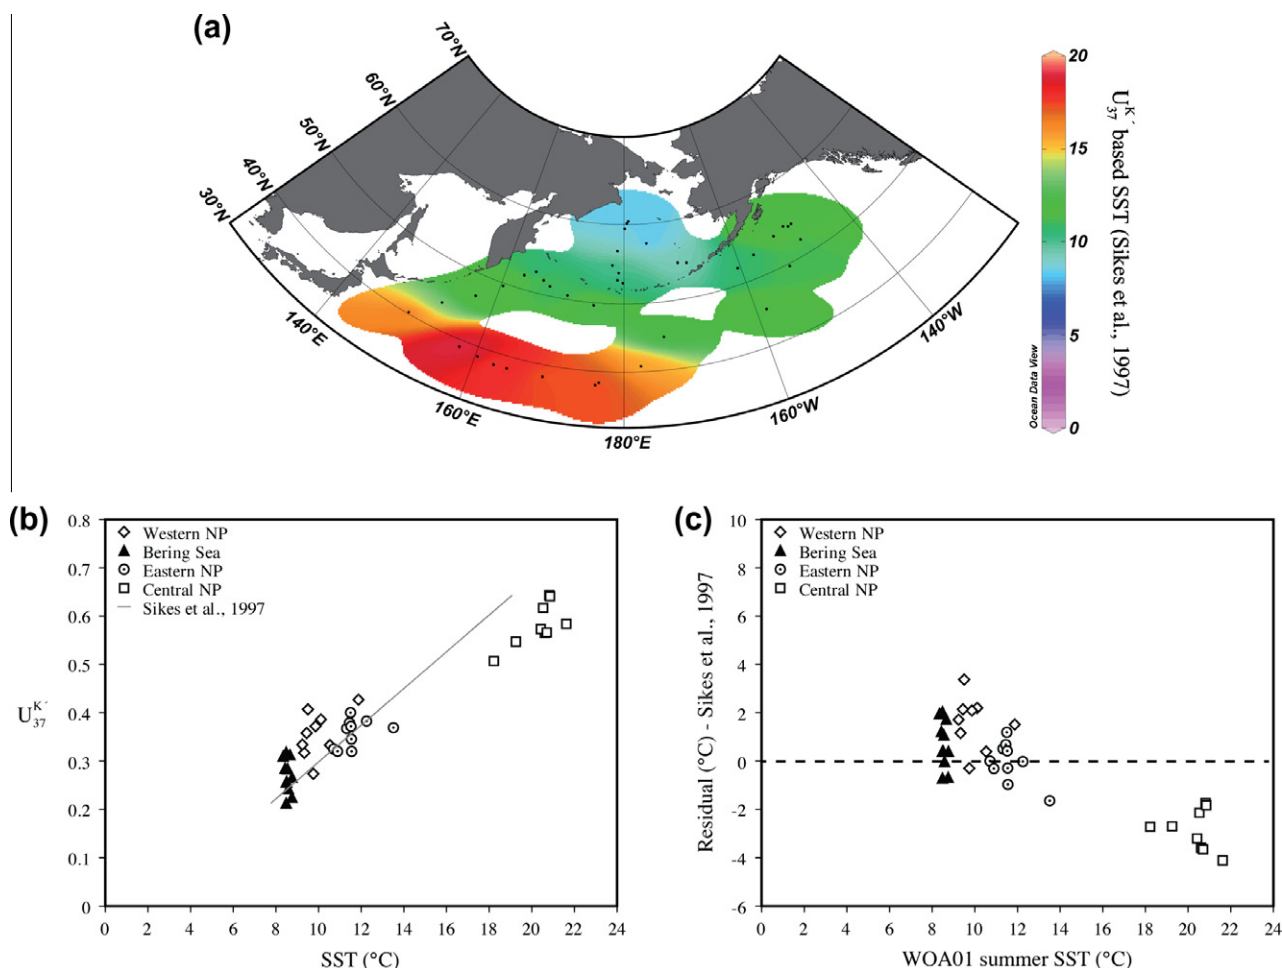 (a)
70°N
60°N
50°N
40°N
30°N
140°E
160°E
180°E
160°W
140°W
20
15
10
5
0
U37K´ based SST (Sikes et al., 1997)
Ocean Data View
(b)
0.8
0.7
0.6
0.5
0.4
0.3
0.2
0.1
0
U37K´
Western NP
Bering Sea
Eastern NP
Central NP
Sikes et al., 1997
0 2 4 6 8 10 12 14 16 18 20 22 24
SST (°C)
(c)
10
8
6
4
2
0
-2
-4
-6
Residual (°C) - Sikes et al., 1997
Western NP
Bering Sea
Eastern NP
Central NP
0 2 4 6 8 10 12 14 16 18 20 22 24
WOA01 summer SST (°C)